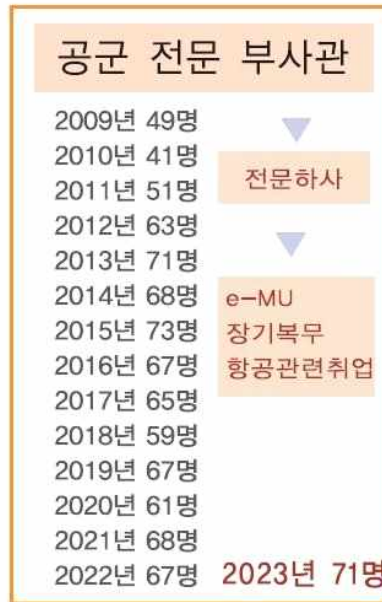 공군 전문 부사관
2009년 49명
2010년 41명
2011년 51명
2012년 63명
2013년 71명
2014년 68명
2015년 73명
2016년 67명
2017년 65명
2018년 59명
2019년 67명
2020년 61명
2021년 68명
2022년 67명
전문하사
e-MU
장기복무
항공관련취업
2023년 71명